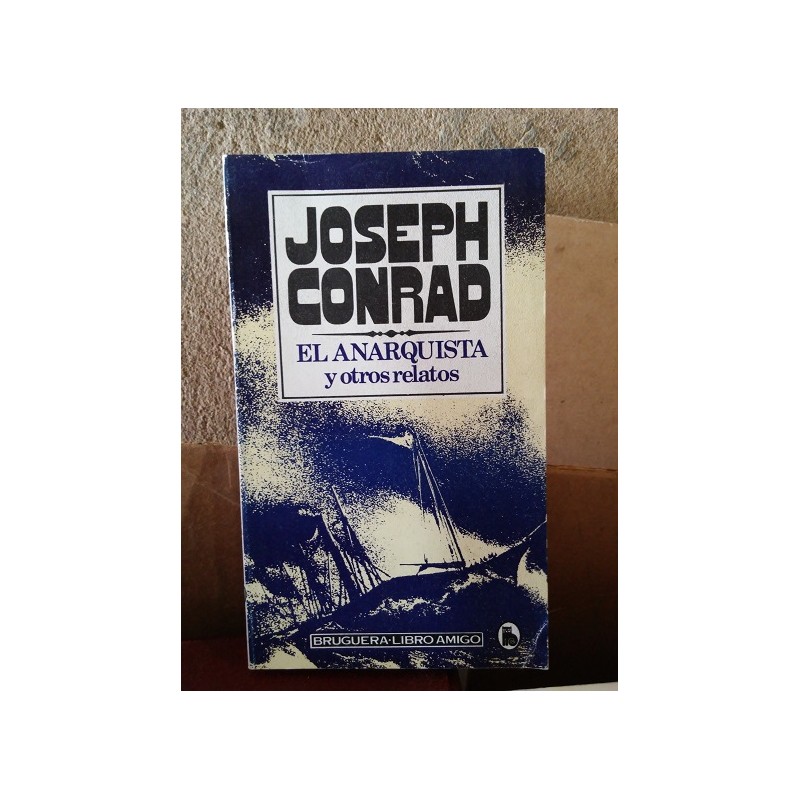 JOSEPH
CONRAD
EL ANARQUISTA
y otros relatos
BRUGUERA·LIBRO AMIGO